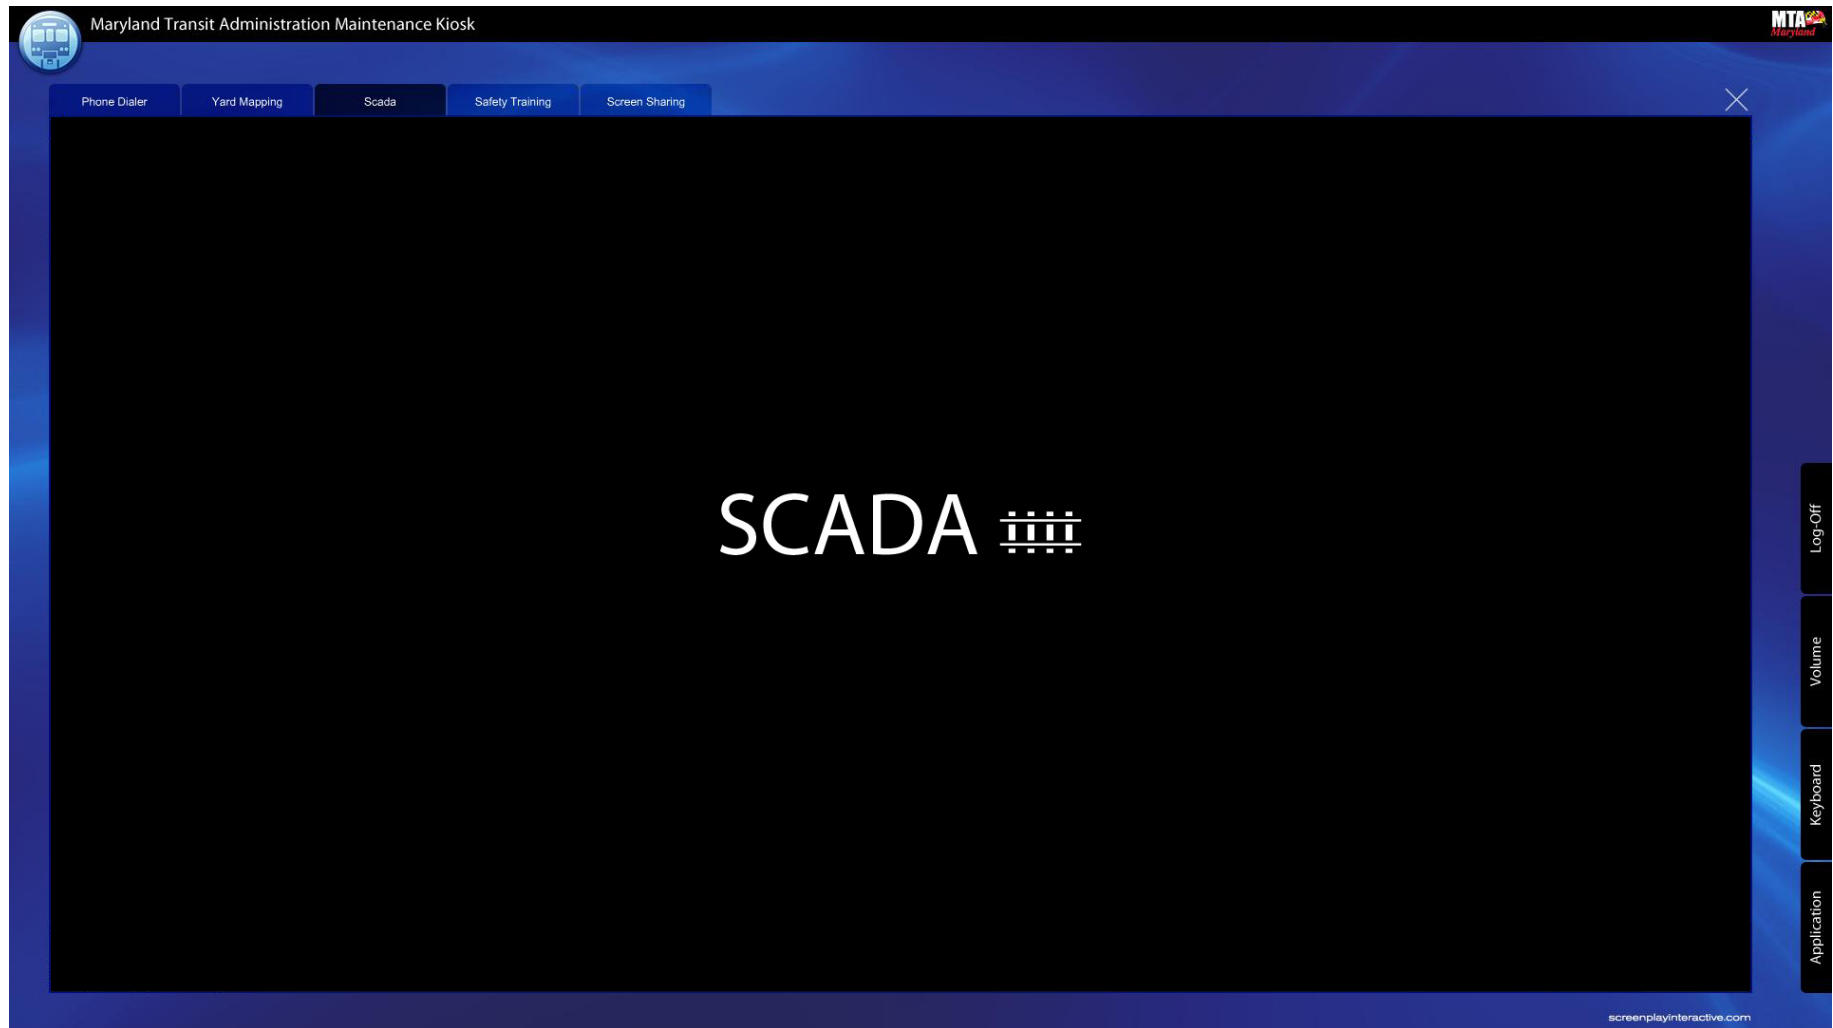 Maryland Transit Administration Maintenance Kiosk
MTA
Maryland
Phone Dialer
Yard Mapping
Scada
Safety Training
Screen Sharing
SCADA
Log-Off
Volume
Keyboard
Application
screenplayinteractive.com